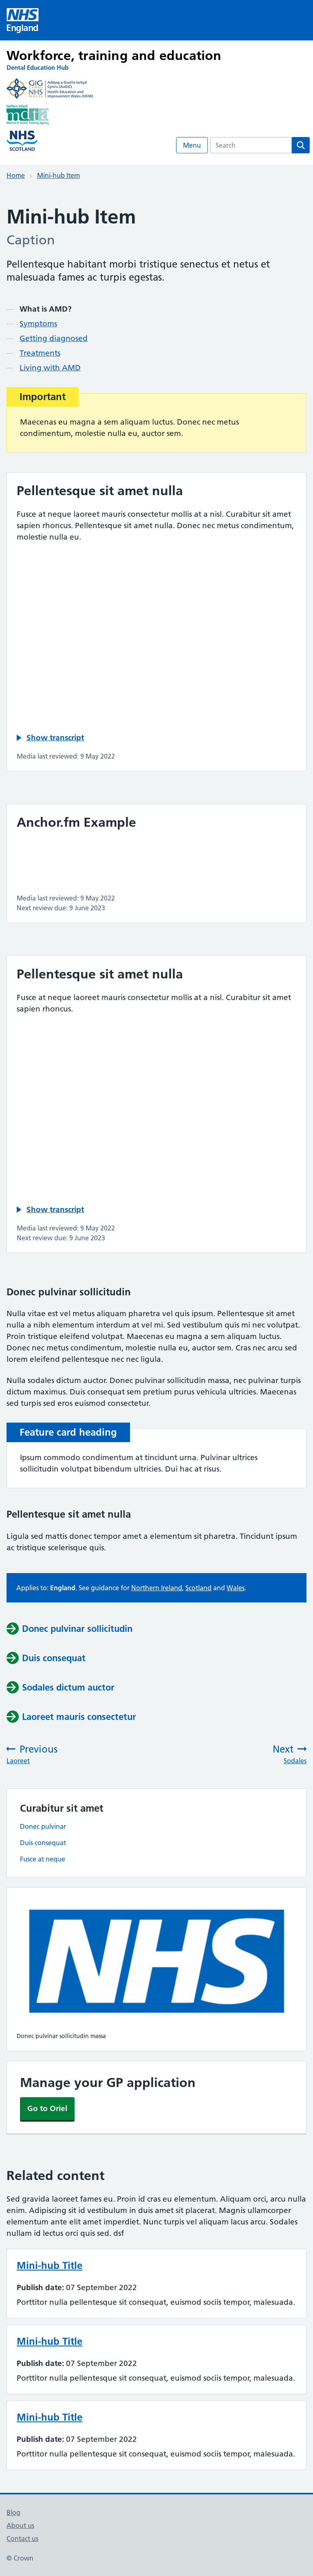 NHS
England
Workforce, training and education
Dental Education Hub
GIG
CYMRU
NHS
WALES
Addysg a Gwella Iechyd
Cymru (AaGIC)
Health Education and
Improvement Wales (HEIW)
NHS
SCOTLAND
Menu
Search
Home
Mini-hub Item
Mini-hub Item
Caption
Pellentesque habitant morbi tristique senectus et netus et
malesuada fames ac turpis egestas.
What is AMD?
Symptoms
Getting diagnosed
Treatments
Living with AMD
Important
Maecenas eu magna a sem aliquam luctus. Donec nec metus
condimentum, molestie nulla eu, auctor sem.
Pellentesque sit amet nulla
Fusce at neque laoreet mauris consectetur mollis at a nisl. Curabitur sit amet
sapien rhoncus. Pellentesque sit amet nulla. Donec nec metus condimentum,
molestie nulla eu.
Show transcript
Media last reviewed: 9 May 2022
Anchor.fm Example
Media last reviewed: 9 May 2022
Next review due: 9 June 2023
Pellentesque sit amet nulla
Fusce at neque laoreet mauris consectetur mollis at a nisl. Curabitur sit amet
sapien rhoncus.
Show transcript
Media last reviewed: 9 May 2022
Next review due: 9 June 2023
Donec pulvinar sollicitudin
Nulla vitae est vel metus aliquam pharetra vel quis ipsum. Pellentesque sit amet
nulla a nibh elementum interdum at vel mi. Sed vestibulum quis mi nec volutpat.
Proin tristique eleifend volutpat. Maecenas eu magna a sem aliquam luctus.
Donec nec metus condimentum, molestie nulla eu, auctor sem. Cras nec arcu sed
lorem eleifend pellentesque nec nec ligula.
Nulla sodales dictum auctor. Donec pulvinar sollicitudin massa, nec pulvinar turpis
dictum maximus. Duis consequat sem pretium purus vehicula ultricies. Maecenas
sed turpis sed eros euismod consectetur.
Feature card heading
Ipsum commodo condimentum at tincidunt urna. Pulvinar ultrices
sollicitudin volutpat bibendum ultricies. Dui hac at risus.
Pellentesque sit amet nulla
Ligula sed mattis donec tempor amet a elementum sit pharetra. Tincidunt ipsum
ac tristique scelerisque quis.
Applies to: England. See guidance for Northern Ireland, Scotland and Wales.
Donec pulvinar sollicitudin
Duis consequat
Sodales dictum auctor
Laoreet mauris consectetur
Previous
Laoreet
Next
Sodales
Curabitur sit amet
Donec pulvinar
Duis consequat
Fusce at neque
NHS
Donec pulvinar sollicitudin massa
Manage your GP application
Go to Oriel
Related content
Sed gravida laoreet fames eu. Proin id cras eu elementum. Aliquam orci, arcu nulla
enim. Adipiscing sit id vestibulum in duis amet sit placerat. Magnis ullamcorper
elementum ante elit amet imperdiet. Nunc turpis vel aliquam lacus arcu. Sodales
nullam id lectus orci quis sed. dsf
Mini-hub Title
Publish date: 07 September 2022
Porttitor nulla pellentesque sit consequat, euismod sociis tempor, malesuada.
Mini-hub Title
Publish date: 07 September 2022
Porttitor nulla pellentesque sit consequat, euismod sociis tempor, malesuada.
Mini-hub Title
Publish date: 07 September 2022
Porttitor nulla pellentesque sit consequat, euismod sociis tempor, malesuada.
Blog
About us
Contact us
© Crown